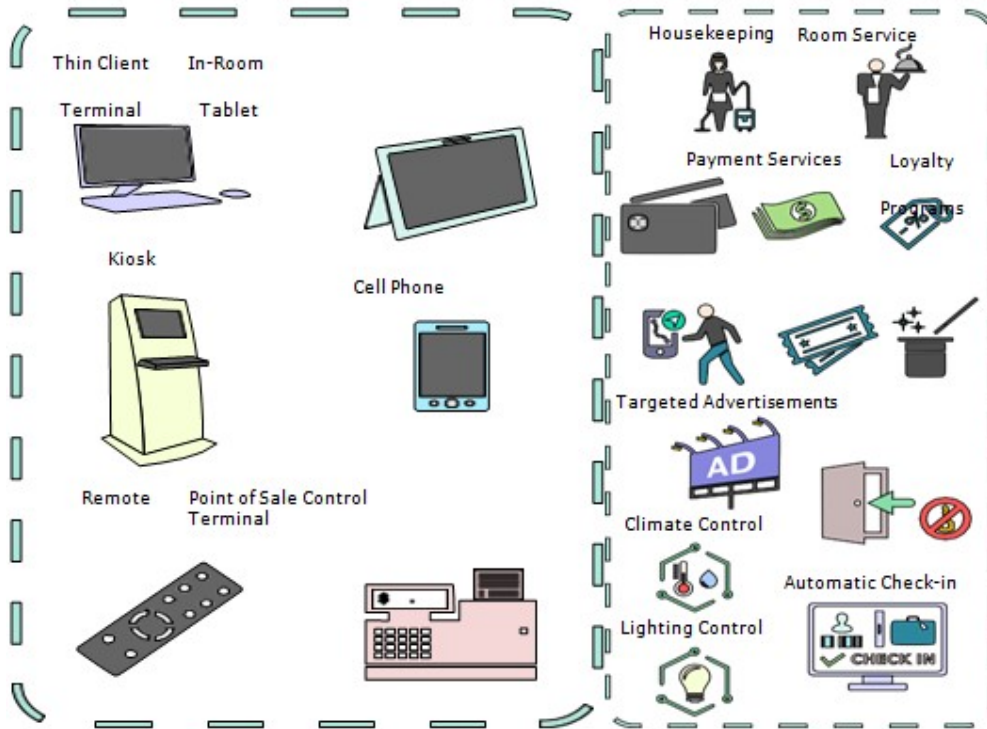 Thin Client In-Room
Terminal Tablet
Kiosk
Cell Phone
Remote Point of Sale Control
Terminal
Housekeeping Room Service
Payment Services Loyalty
Programs
%
$
Targeted Advertisements
AD
Climate Control
Automatic Check-in
Lighting Control
CHECK IN